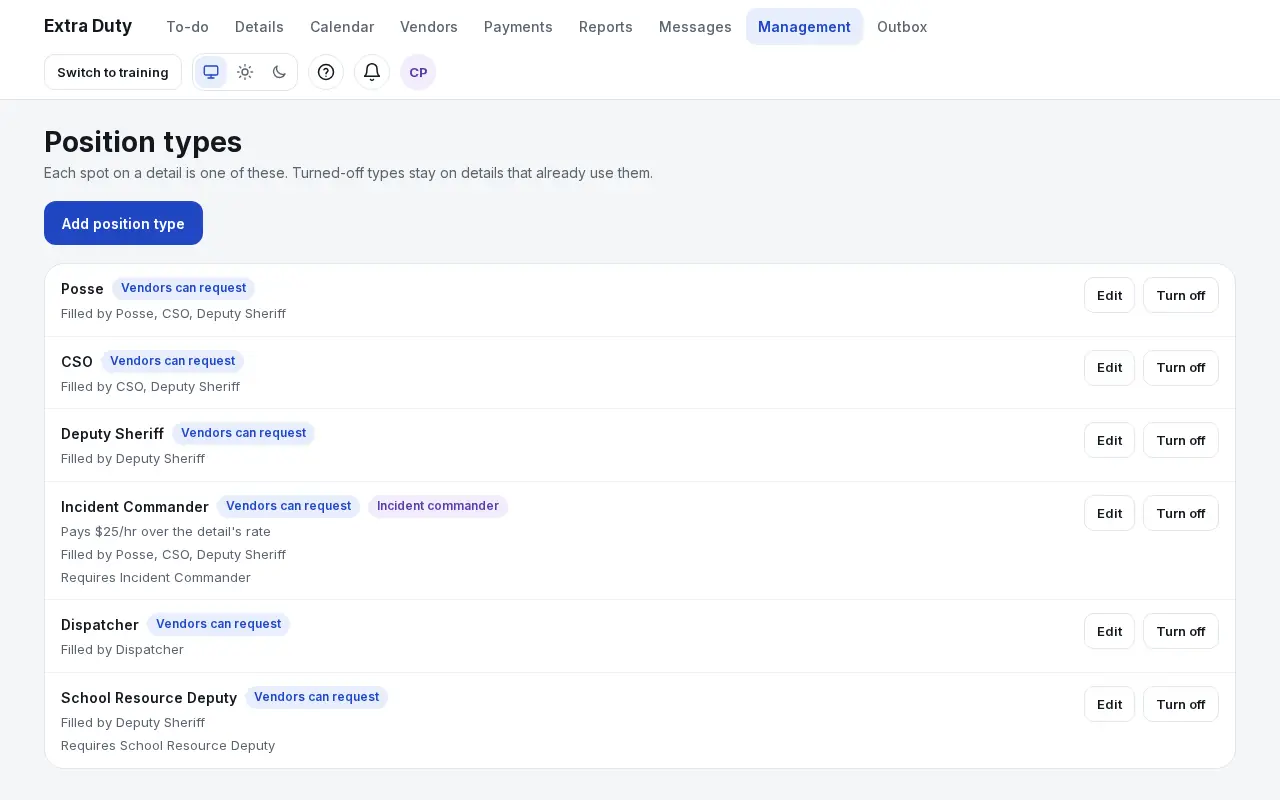 Extra Duty To-do Details Calendar Vendors Payments Reports Messages Management Outbox
Switch to training CP
Position types
Each spot on a detail is one of these. Turned-off types stay on details that already use them.
Add position type
Posse Vendors can request Edit Turn off
Filled by Posse, CSO, Deputy Sheriff
CSO Vendors can request Edit Turn off
Filled by CSO, Deputy Sheriff
Deputy Sheriff Vendors can request Edit Turn off
Filled by Deputy Sheriff
Incident Commander Vendors can request Incident commander Edit Turn off
Pays $25/hr over the detail's rate
Filled by Posse, CSO, Deputy Sheriff
Requires Incident Commander
Dispatcher Vendors can request Edit Turn off
Filled by Dispatcher
School Resource Deputy Vendors can request Edit Turn off
Filled by Deputy Sheriff
Requires School Resource Deputy